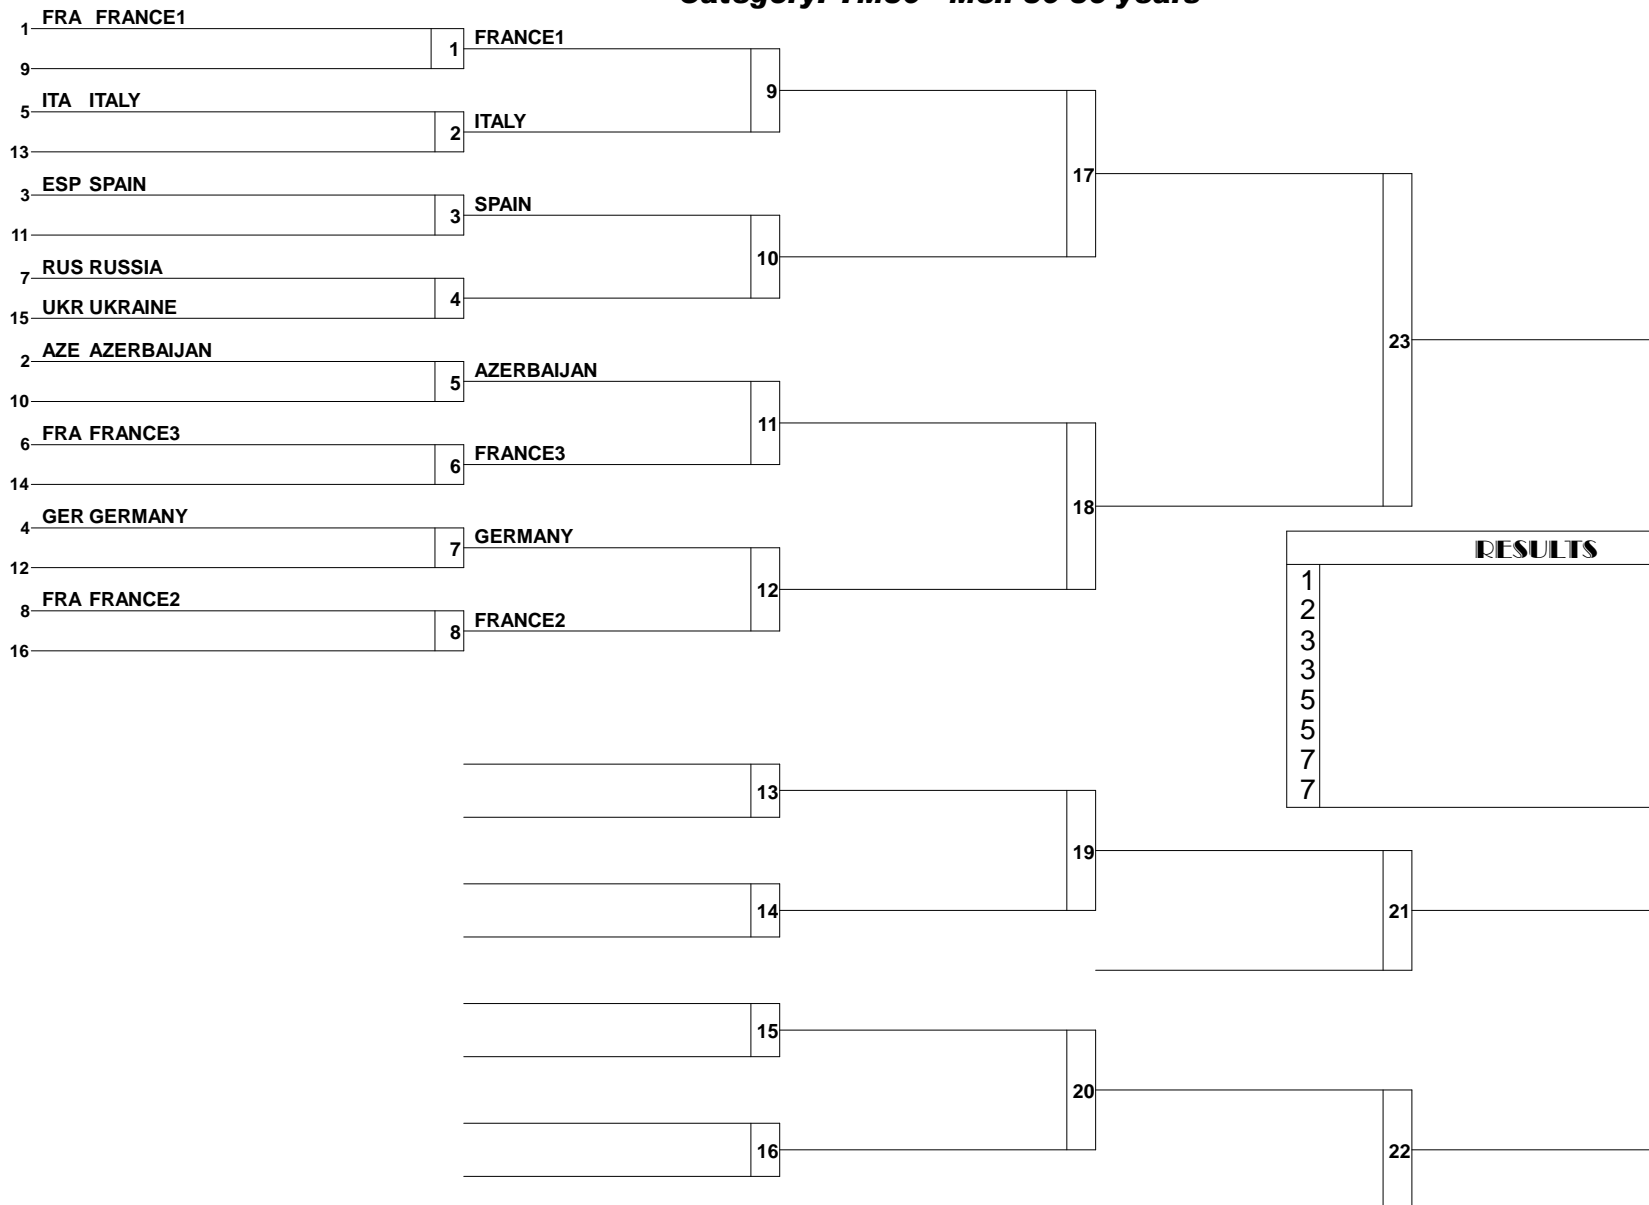 1 FRA FRANCE1
9
1 FRANCE1
5 ITA ITALY
13
2 ITALY
9
3 ESP SPAIN
11
3 SPAIN
7 RUS RUSSIA
15 UKR UKRAINE
4
10
17
2 AZE AZERBAIJAN
10
5 AZERBAIJAN
6 FRA FRANCE3
14
6 FRANCE3
11
4 GER GERMANY
12
7 GERMANY
8 FRA FRANCE2
16
8 FRANCE2
12
18
23
RESULTS
1
2
3
3
5
5
7
7
13
14
19
21
15
16
20
22